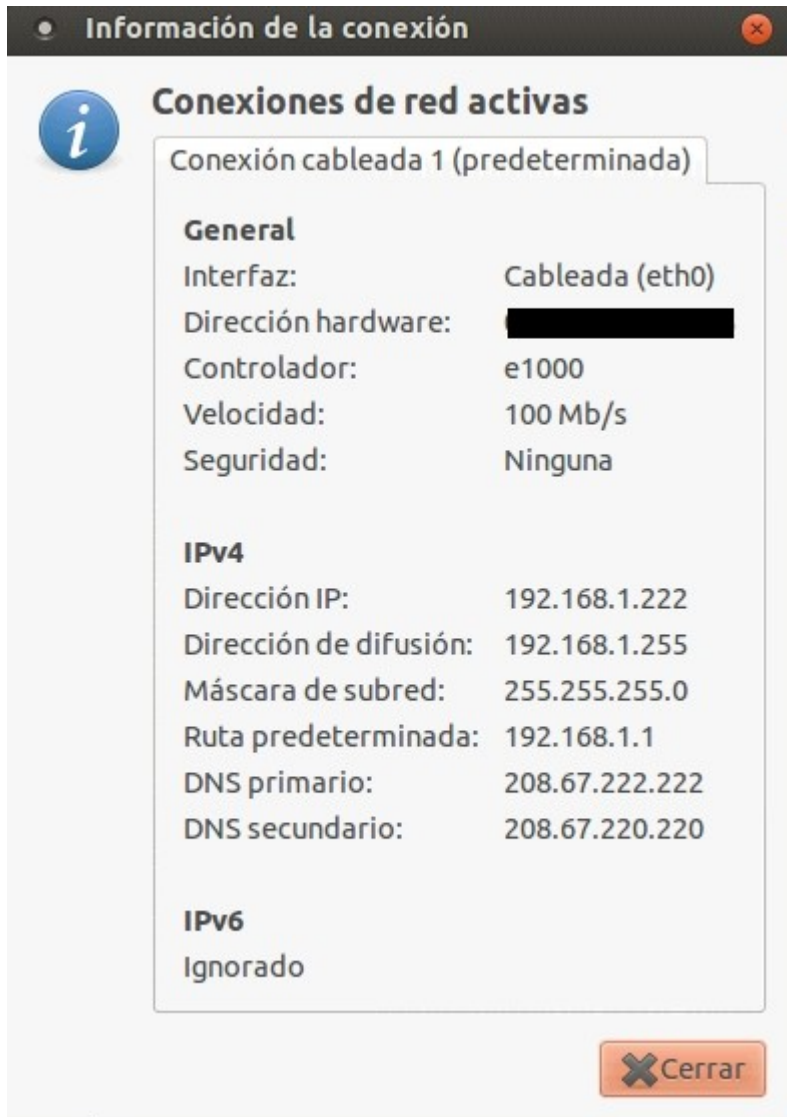 Información de la conexión
Conexiones de red activas
Conexión cableada 1 (predeterminada)
General
Interfaz: Cableada (eth0)
Dirección hardware:
Controlador: e1000
Velocidad: 100 Mb/s
Seguridad: Ninguna
IPv4
Dirección IP: 192.168.1.222
Dirección de difusión: 192.168.1.255
Máscara de subred: 255.255.255.0
Ruta predeterminada: 192.168.1.1
DNS primario: 208.67.222.222
DNS secundario: 208.67.220.220
IPv6
Ignorado
Cerrar